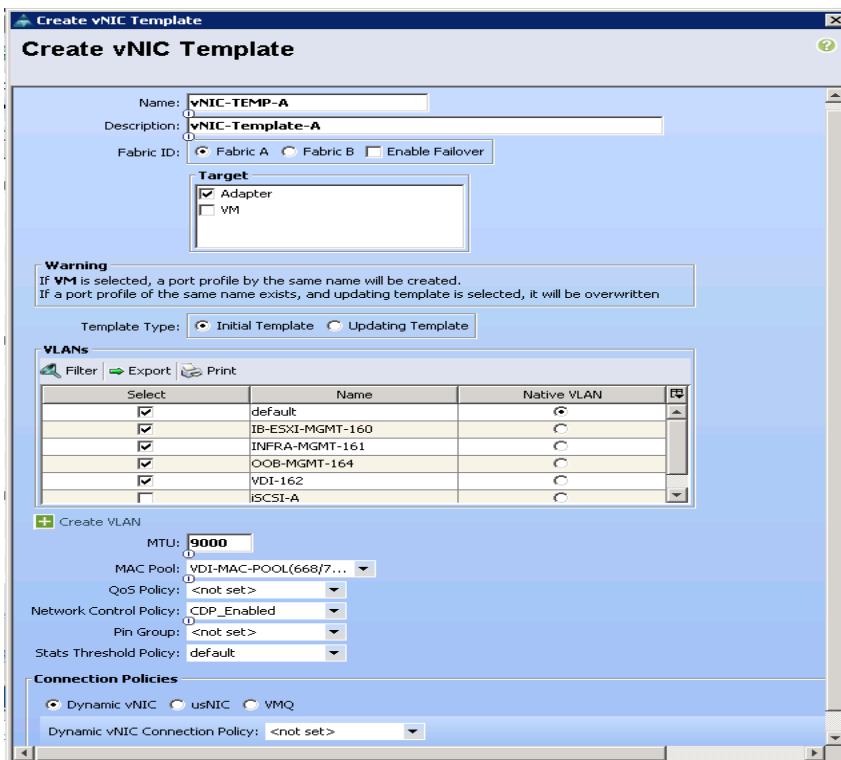 Create vNIC Template
Create vNIC Template
Name: vNIC-TEMP-A
Description: vNIC-Template-A
Fabric ID: Fabric A Fabric B Enable Failover
Target
Adapter
VM
Warning
If VM is selected, a port profile by the same name will be created.
If a port profile of the same name exists, and updating template is selected, it will be overwritten
Template Type: Initial Template Updating Template
VLANs
Filter Export Print
Select Name Native VLAN
default
IB-ESXI-MGMT-160
INFRA-MGMT-161
OOB-MGMT-164
VDI-162
iSCSI-A
Create VLAN
MTU: 9000
MAC Pool: VDI-MAC-POOL(668/7...
QoS Policy: <not set>
Network Control Policy: CDP_Enabled
Pin Group: <not set>
Stats Threshold Policy: default
Connection Policies
Dynamic vNIC usNIC VMQ
Dynamic vNIC Connection Policy: <not set>